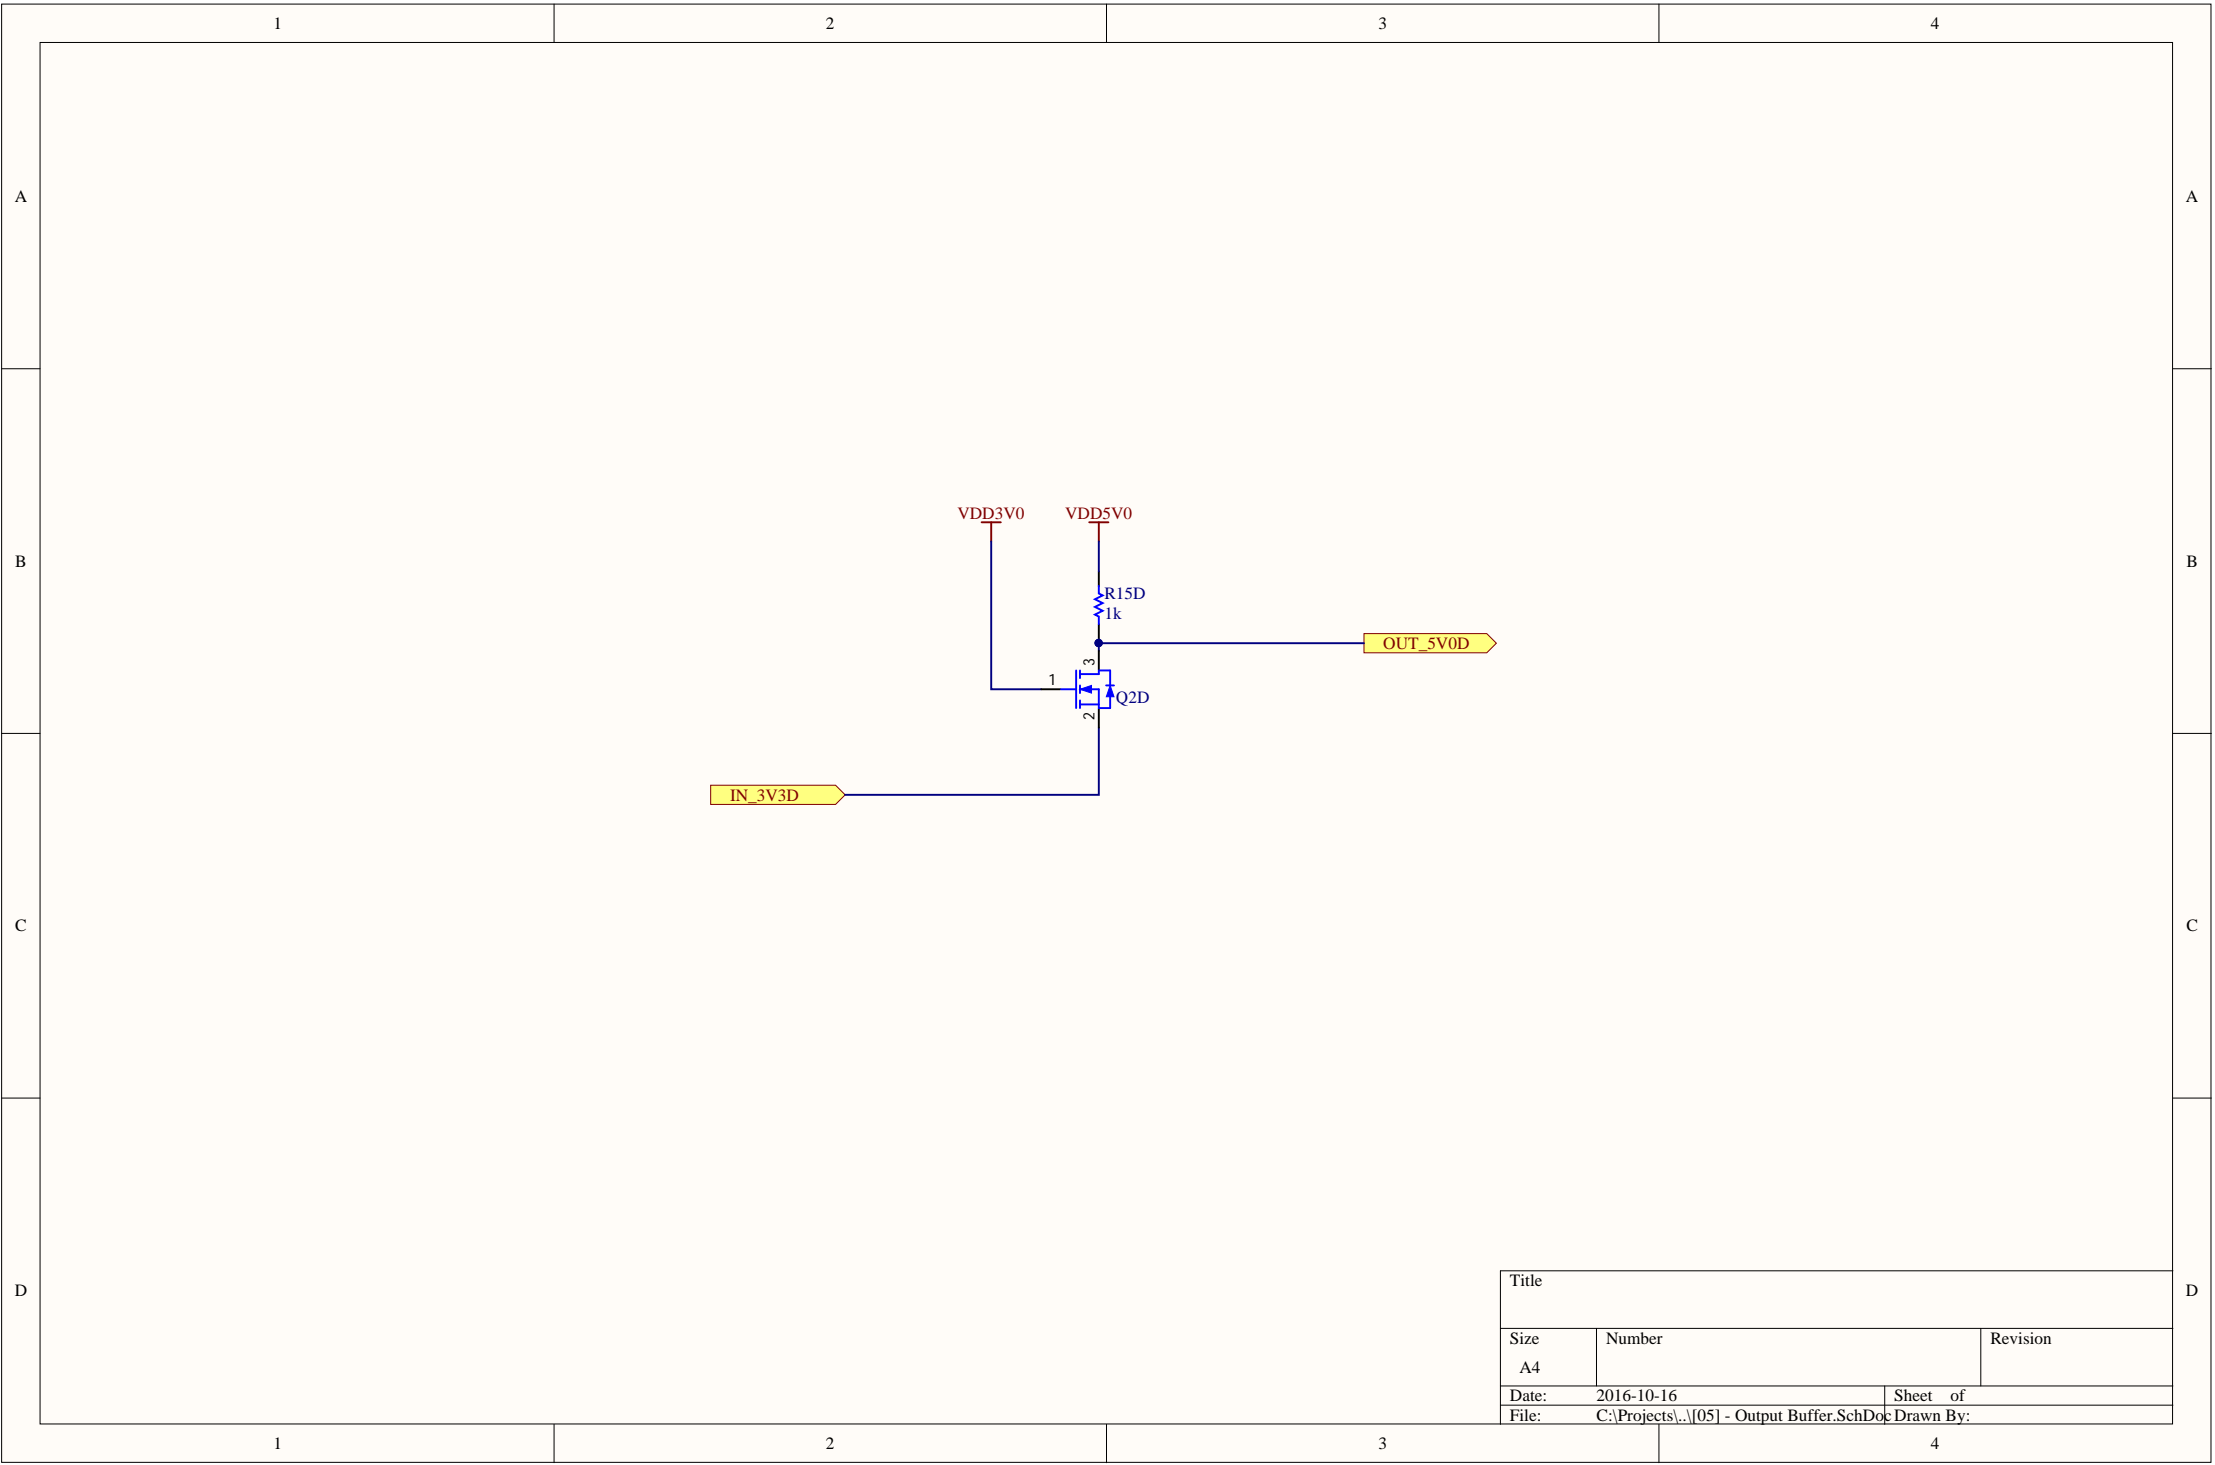 1 2 3 4
A A
VDD3V0 VDD5V0
B B
R15D
1k
OUT_5V0D
3
1
Q2D
2
IN_3V3D
C C
D D
Title
Size Number Revision
A4
Date: 2016-10-16 Sheet of
File: C:\Projects\..\[05] - Output Buffer.SchDoc Drawn By:
1 2 3 4